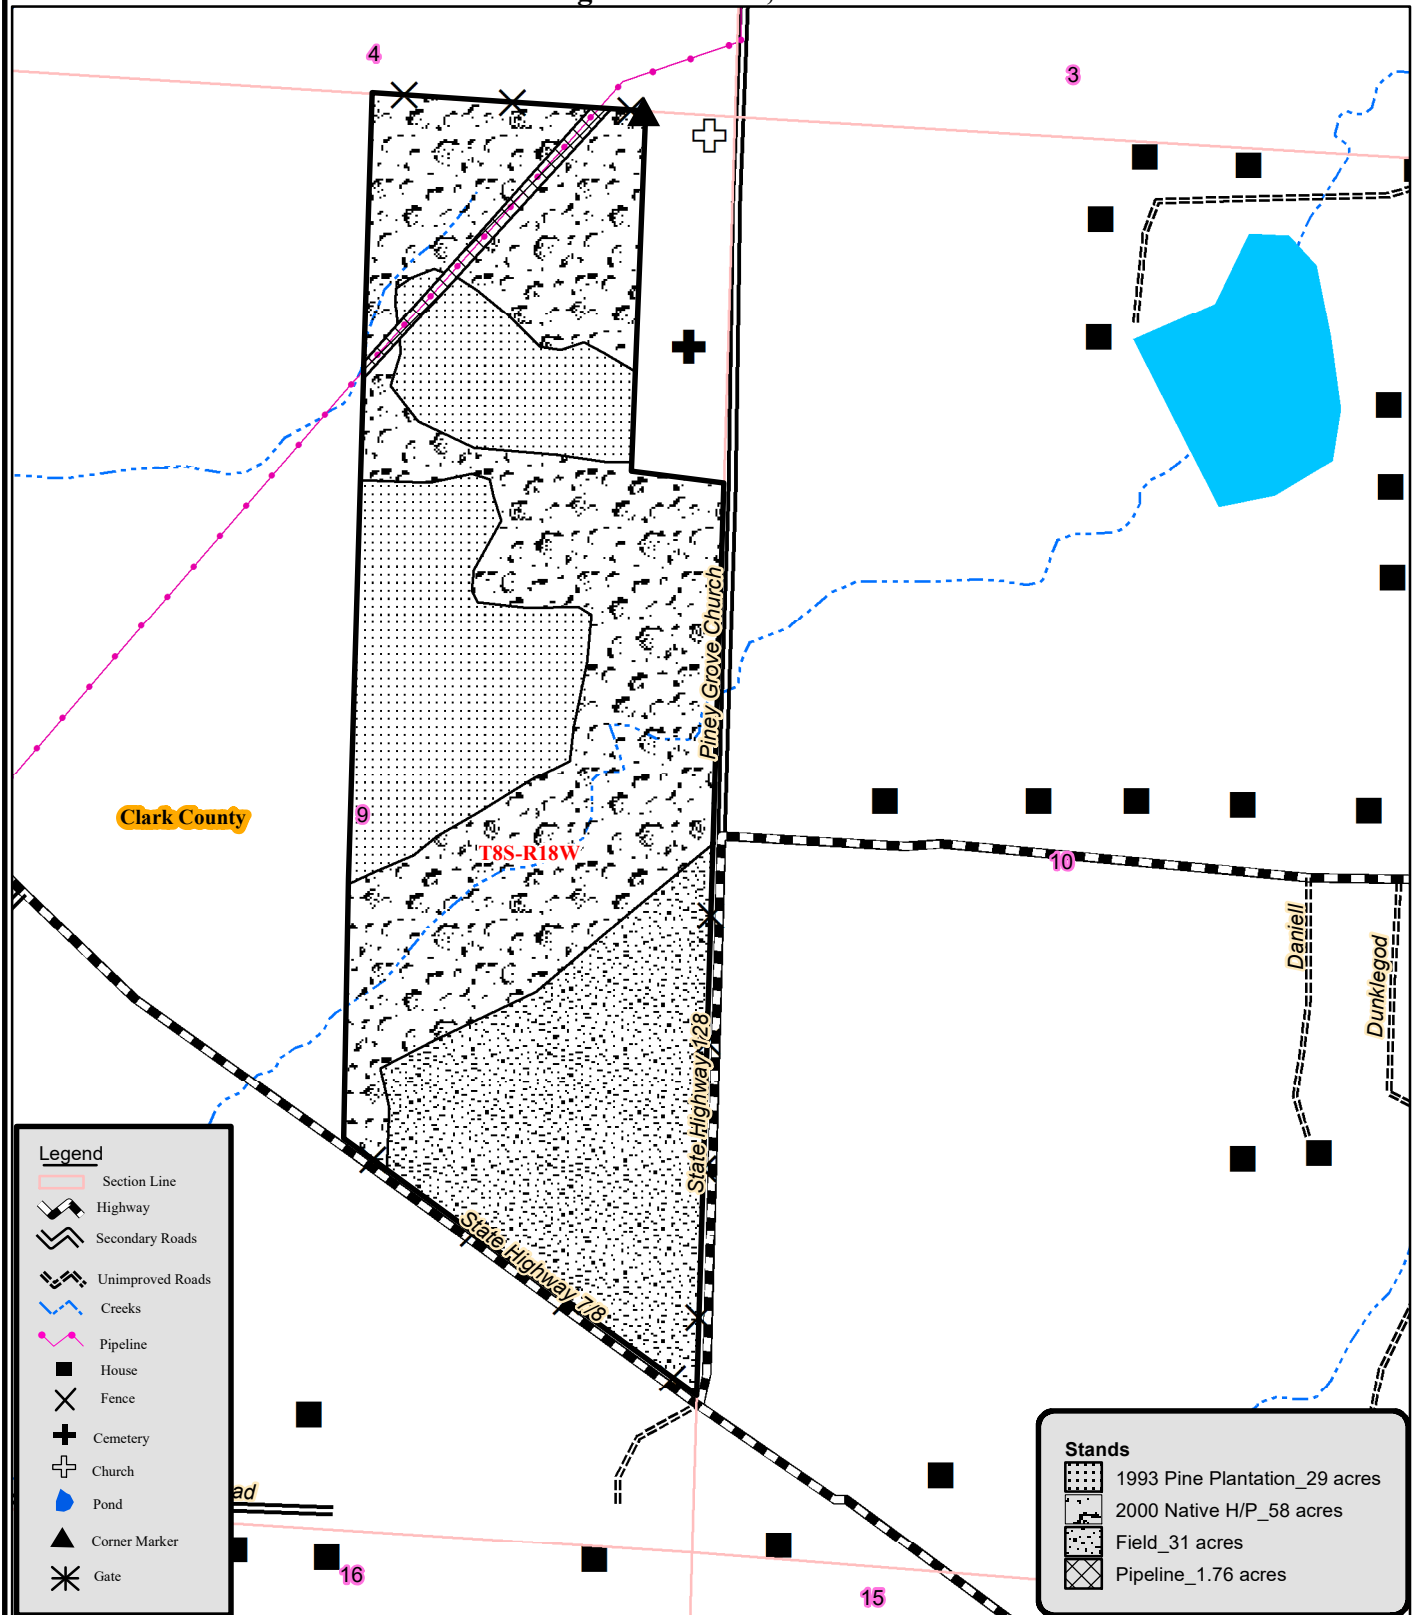 4
3
Piney Grove Church
Clark County
9
T8S-R18W
10
Daniell
Dunklegod
State Highway 128
State Highway 7/8
Legend
Section Line
Highway
Secondary Roads
Unimproved Roads
Creeks
Pipeline
House
Fence
Cemetery
Church
Pond
Corner Marker
Gate
ad
16
15
Stands
1993 Pine Plantation_29 acres
2000 Native H/P_58 acres
Field_31 acres
Pipeline_1.76 acres